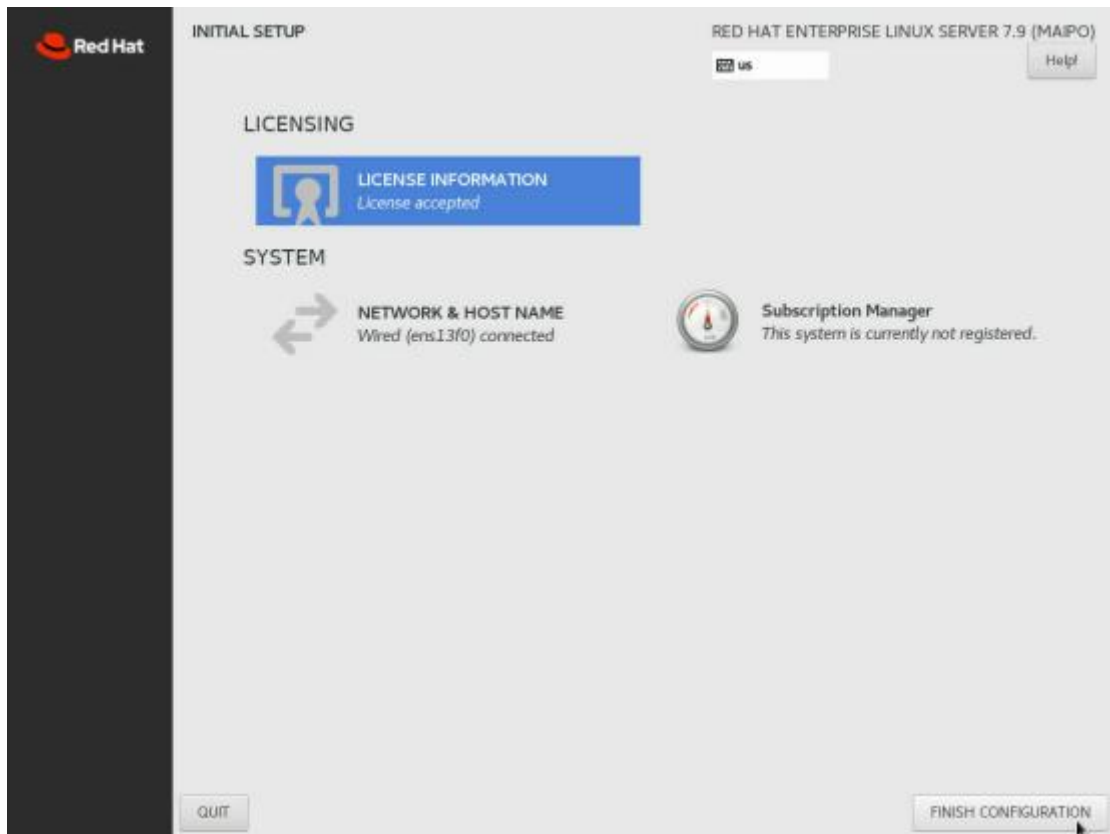 Red Hat
INITIAL SETUP
RED HAT ENTERPRISE LINUX SERVER 7.9 (MAIPO)
us
Help!
LICENSING
LICENSE INFORMATION
License accepted
SYSTEM
NETWORK & HOST NAME
Wired (ens13f0) connected
Subscription Manager
This system is currently not registered.
QUIT
FINISH CONFIGURATION